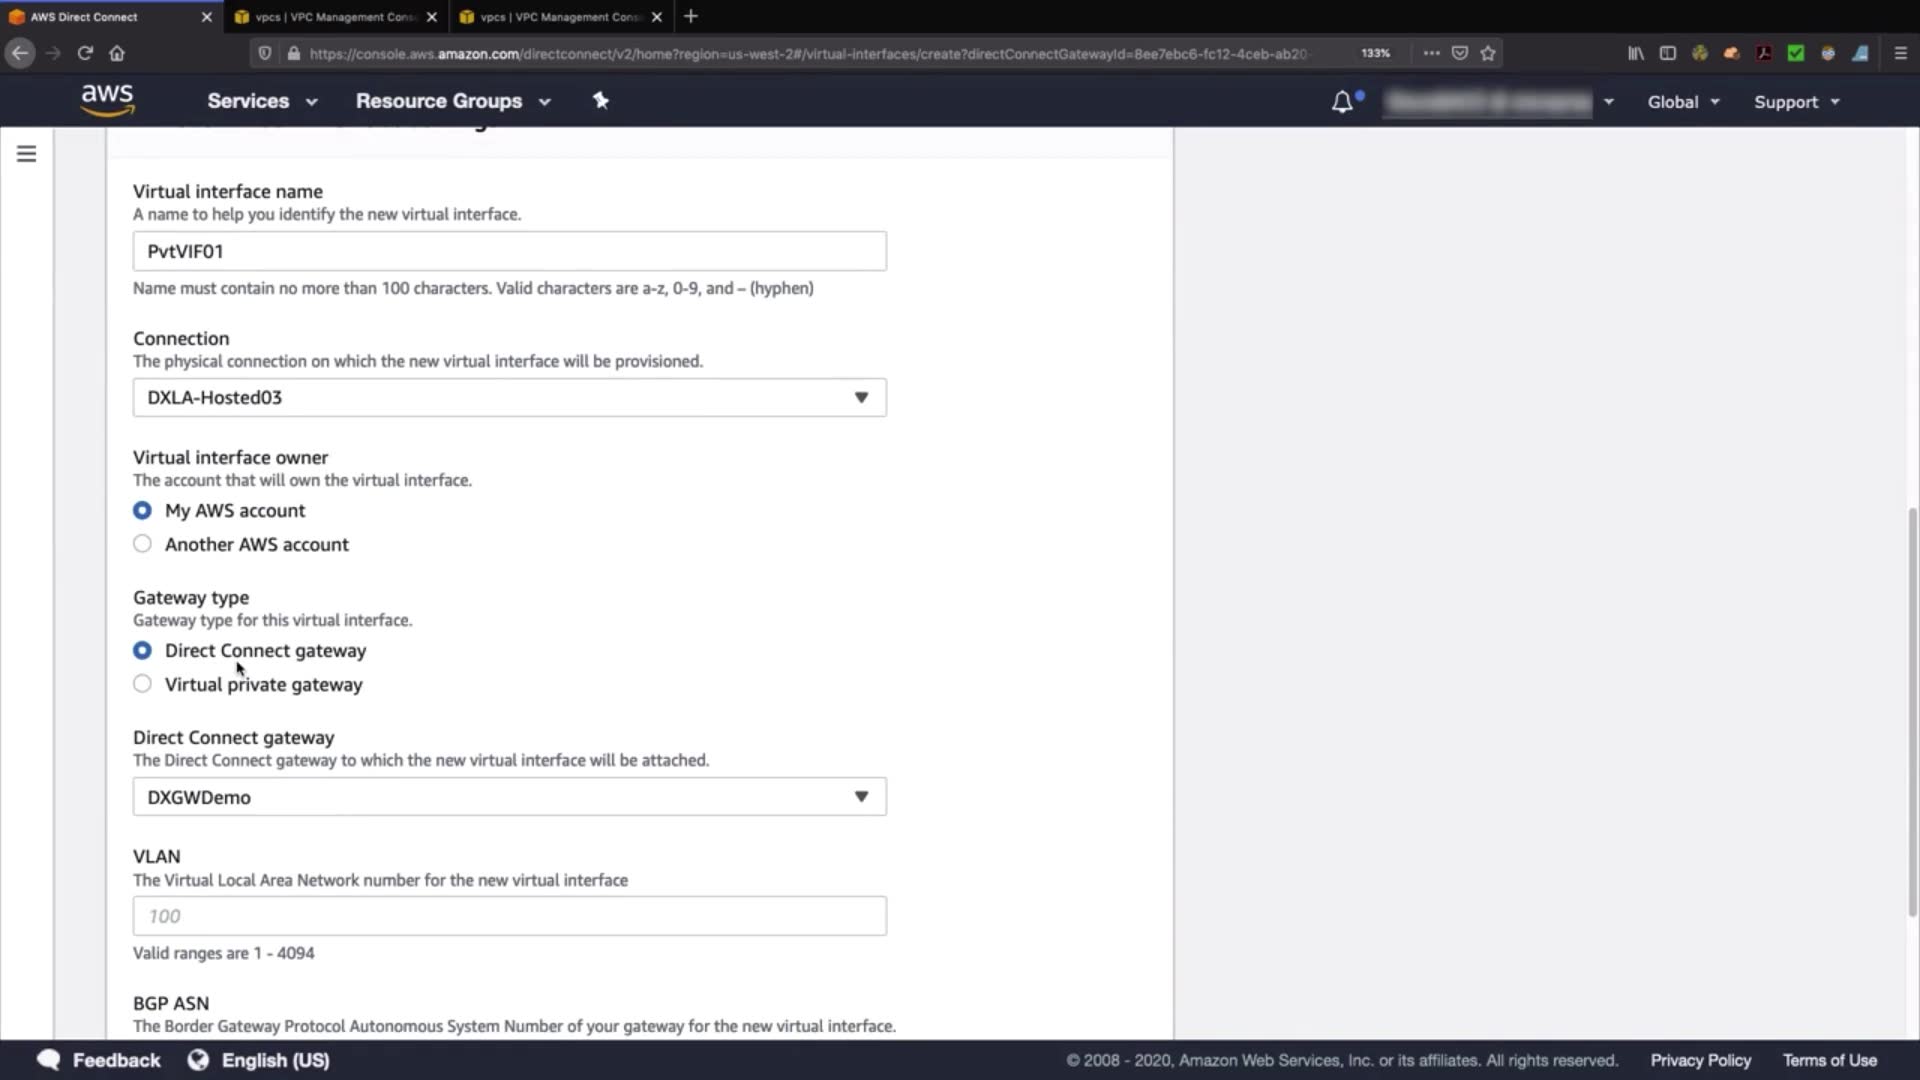 AWS Direct Connect
vpcs | VPC Management Cons
vpcs | VPC Management Cons
https://console.aws.amazon.com/directconnect/v2/home?region=us-west-2#/virtual-interfaces/create?directConnectGatewayId=8ee7ebc6-fc12-4ceb-ab20-
133%
aws
Services
Resource Groups
Global
Support
Virtual interface name
A name to help you identify the new virtual interface.
PvtVIF01
Name must contain no more than 100 characters. Valid characters are a-z, 0-9, and – (hyphen)
Connection
The physical connection on which the new virtual interface will be provisioned.
DXLA-Hosted03
Virtual interface owner
The account that will own the virtual interface.
My AWS account
Another AWS account
Gateway type
Gateway type for this virtual interface.
Direct Connect gateway
Virtual private gateway
Direct Connect gateway
The Direct Connect gateway to which the new virtual interface will be attached.
DXGWDemo
VLAN
The Virtual Local Area Network number for the new virtual interface
100
Valid ranges are 1 - 4094
BGP ASN
The Border Gateway Protocol Autonomous System Number of your gateway for the new virtual interface.
Feedback
English (US)
© 2008 - 2020, Amazon Web Services, Inc. or its affiliates. All rights reserved.
Privacy Policy
Terms of Use